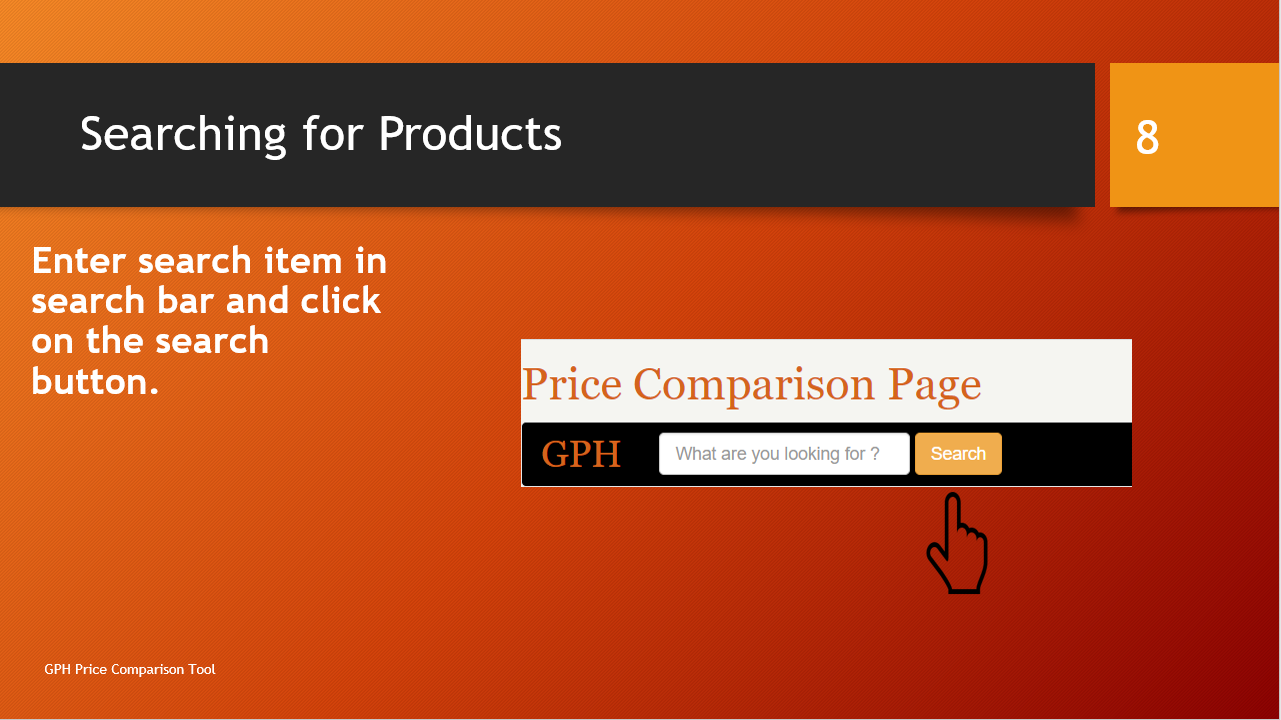 Searching for Products
8
Enter search item in
search bar and click
on the search
button.
Price Comparison Page
GPH
What are you looking for ?
Search
GPH Price Comparison Tool